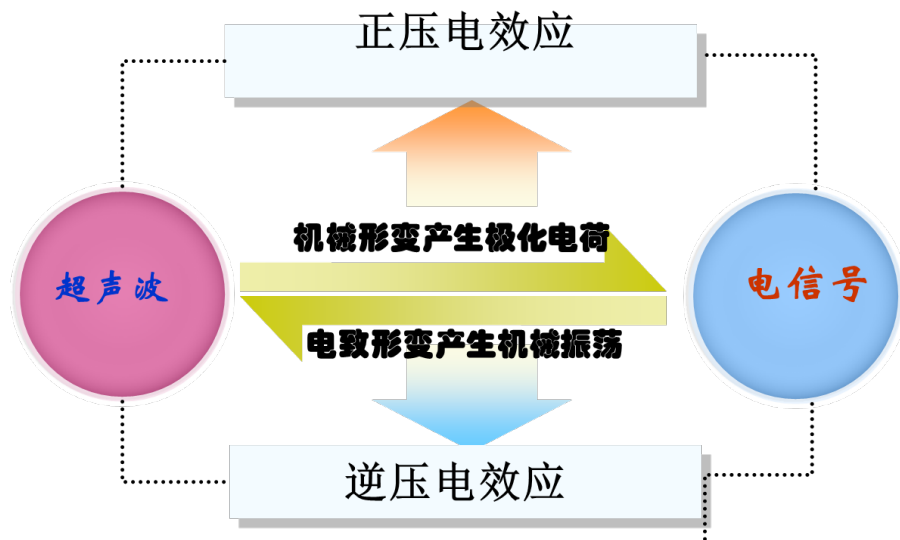 正压电效应
机械形变产生极化电荷
超声波
电信号
电致形变产生机械振荡
逆压电效应